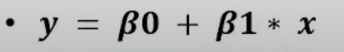 • y = β0 + β1 * x